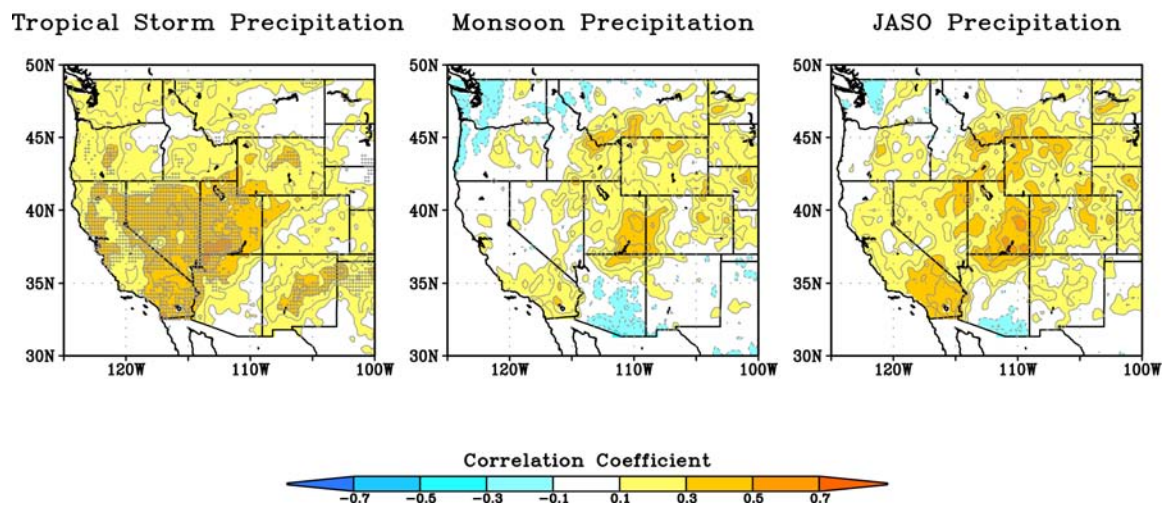 Tropical Storm Precipitation Monsoon Precipitation JASO Precipitation
50N 50N 50N
45N 45N 45N
40N 40N 40N
35N 35N 35N
30N 30N 30N
120W 110W 100W 120W 110W 100W 120W 110W 100W
Correlation Coefficient
-0.7 -0.5 -0.3 -0.1 0.1 0.3 0.5 0.7